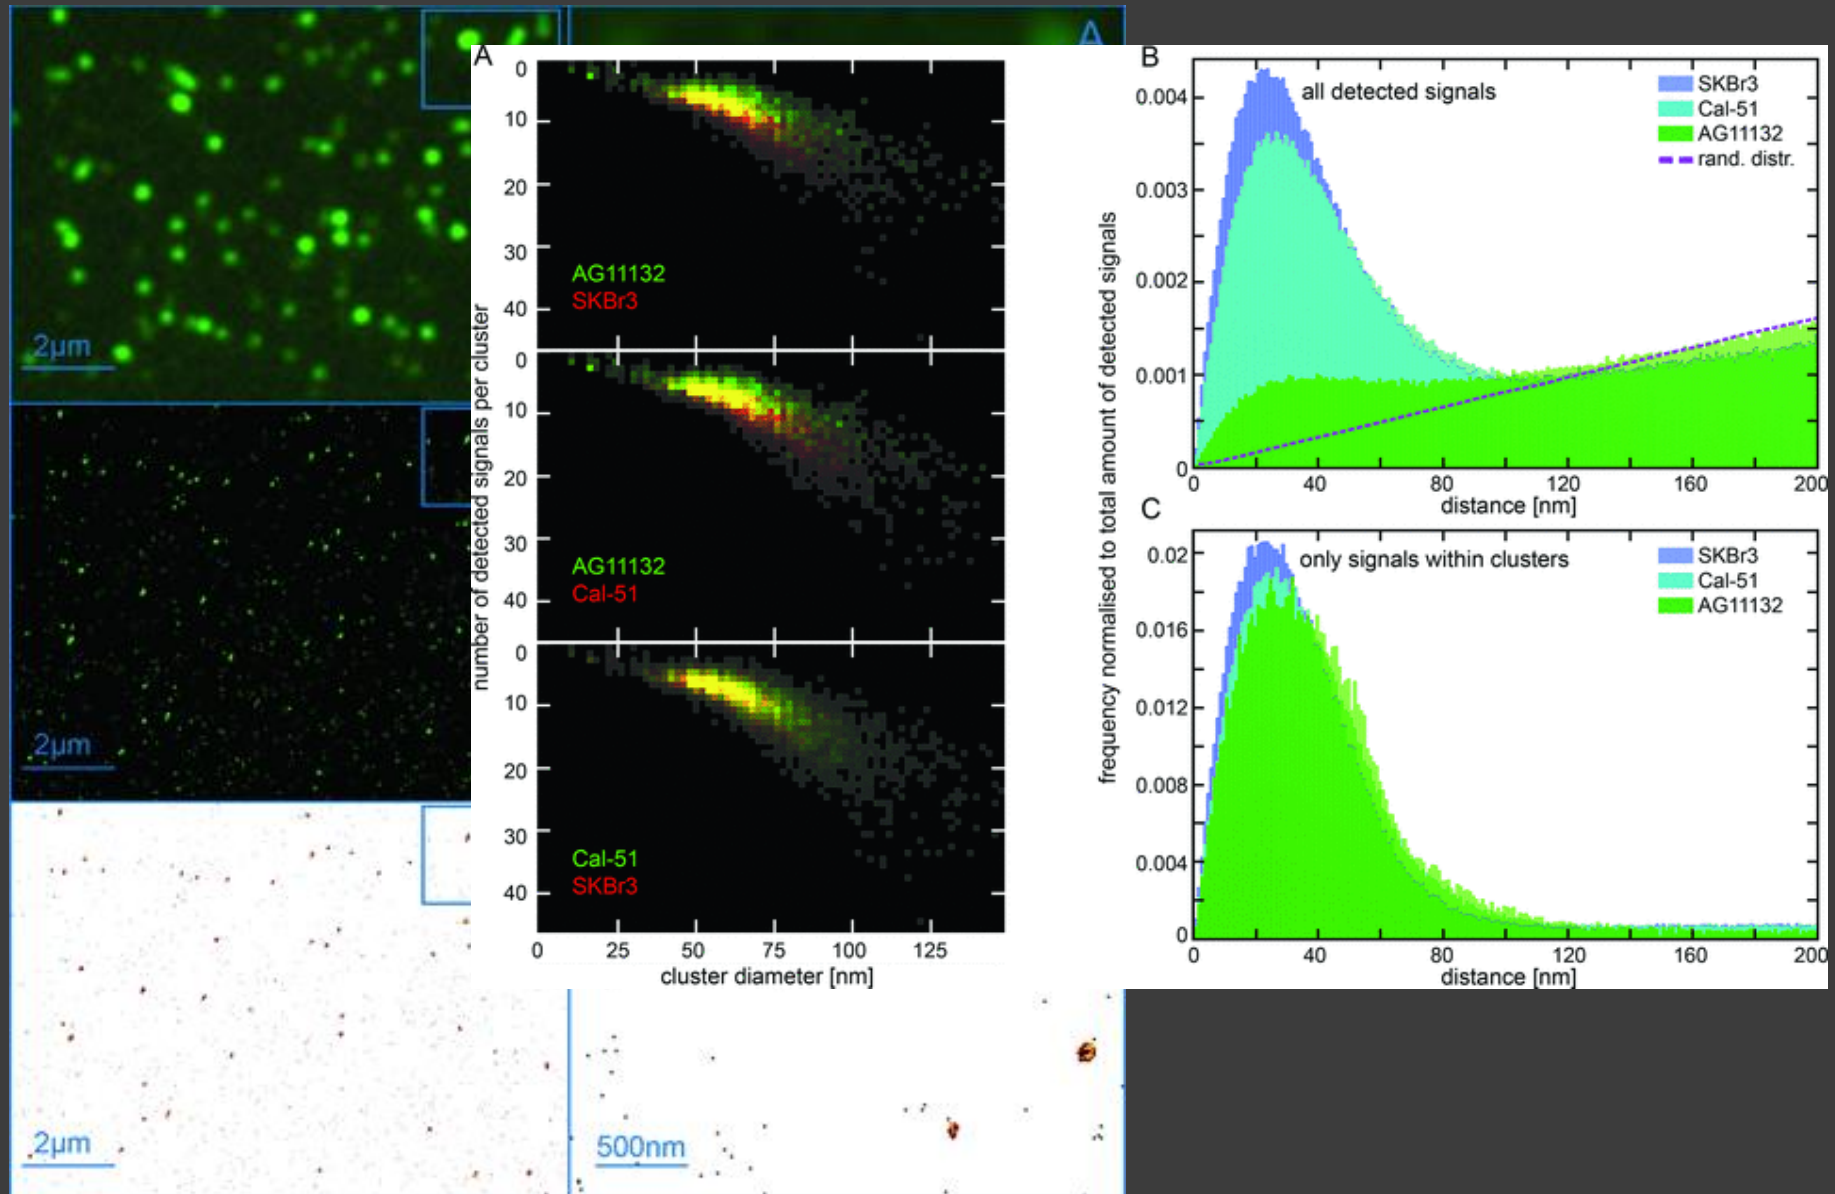 A
2µm
2µm
2µm
500nm
A
number of detected signals per cluster
0
10
20
30
40
AG11132
SKBr3
0
10
20
30
40
AG11132
Cal-51
0
10
20
30
40
Cal-51
SKBr3
0 25 50 75 100 125
cluster diameter [nm]
B
frequency normalised to total amount of detected signals
all detected signals
SKBr3
Cal-51
AG11132
rand. distr.
0.004
0.003
0.002
0.001
0
0 40 80 120 160 200
distance [nm]
C
only signals within clusters
SKBr3
Cal-51
AG11132
0.02
0.016
0.012
0.008
0.004
0
0 40 80 120 160 200
distance [nm]